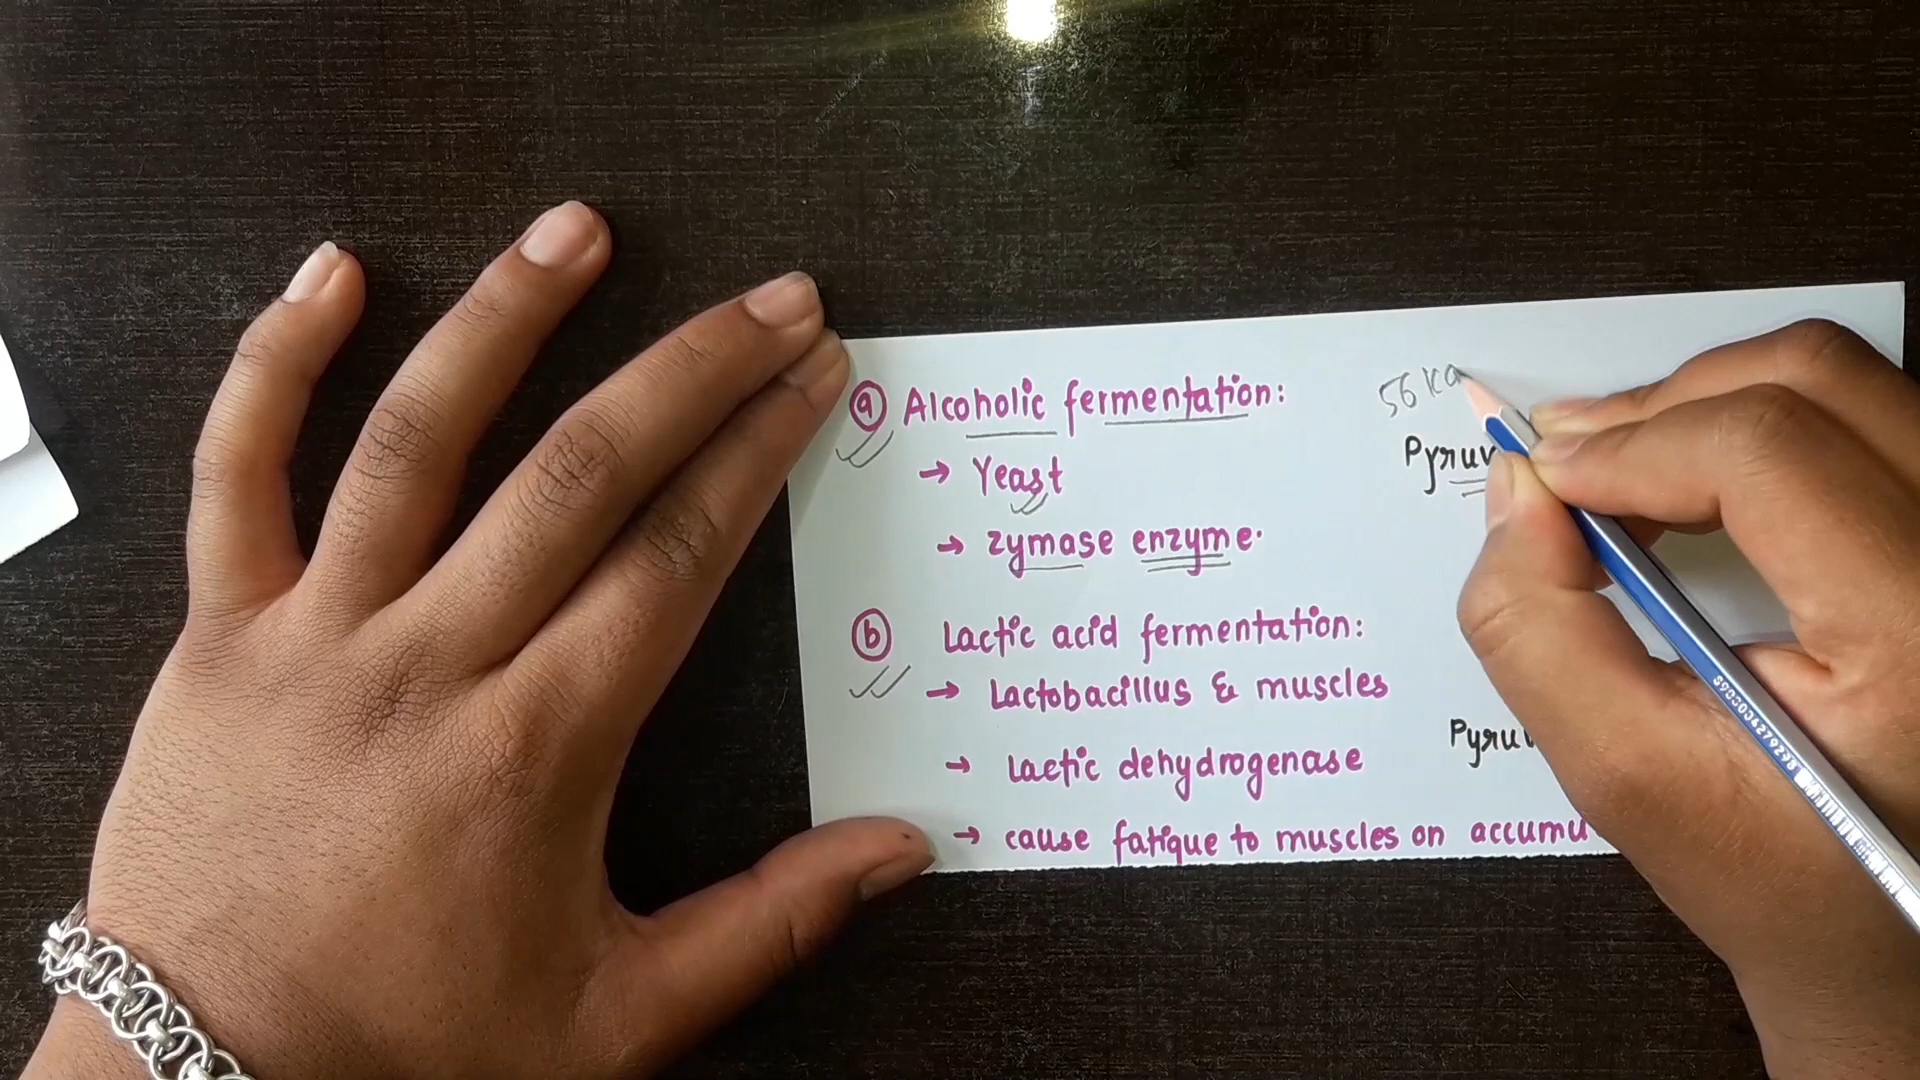 ⓐ Alcoholic fermentation:
56 Ka
→ Yeast
Pyruv
→ zymase enzyme.
ⓑ Lactic acid fermentation:
→ Lactobacillus & muscles
Pyruv
→ Lactic dehydrogenase
→ cause fatique to muscles on accumu